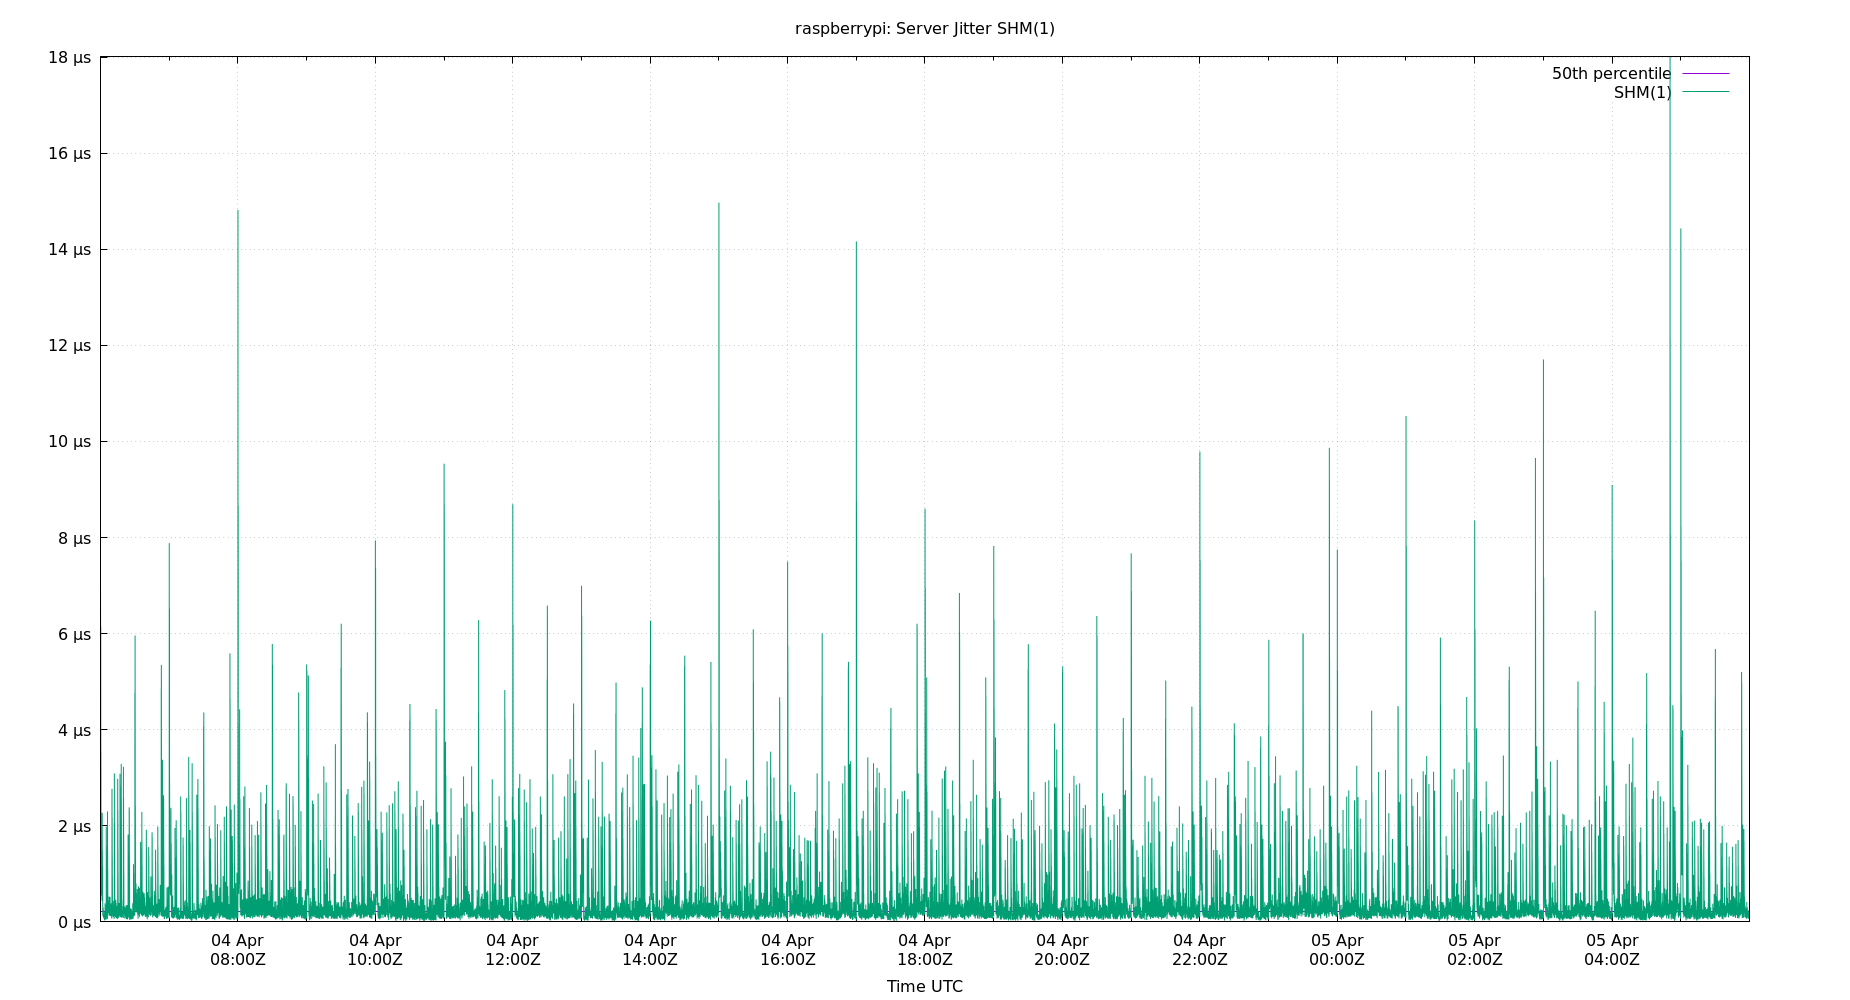 raspberrypi: Server Jitter SHM(1)
18 µs
50th percentile
SHM(1)
16 µs
14 µs
12 µs
10 µs
8 µs
6 µs
4 µs
2 µs
0 µs
04 Apr 04 Apr 04 Apr 04 Apr 04 Apr 04 Apr 04 Apr 04 Apr 05 Apr 05 Apr 05 Apr
08:00Z 10:00Z 12:00Z 14:00Z 16:00Z 18:00Z 20:00Z 22:00Z 00:00Z 02:00Z 04:00Z
Time UTC